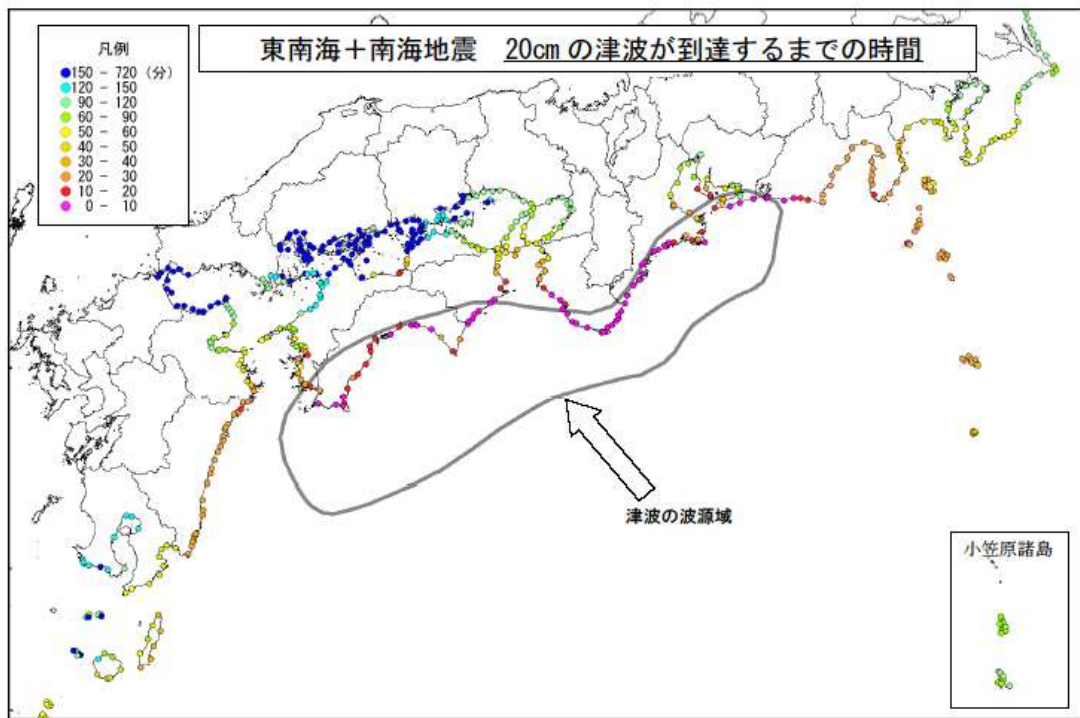 東南海+南海地震 20cmの津波が到達するまでの時間
凡例
150 - 720 (分)
120 - 150
90 - 120
60 - 90
50 - 60
40 - 50
30 - 40
20 - 30
10 - 20
0 - 10
津波の波源域
小笠原諸島